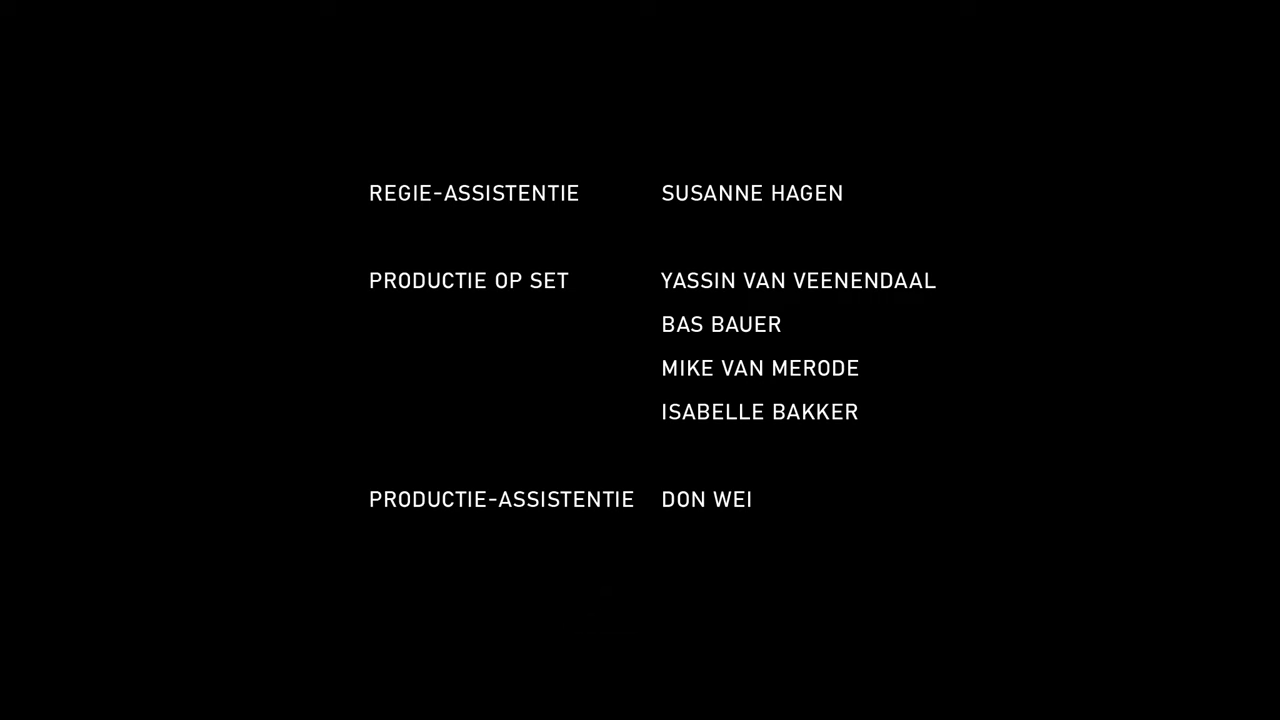 REGIE-ASSISTENTIE SUSANNE HAGEN
PRODUCTIE OP SET YASSIN VAN VEENENDAAL
BAS BAUER
MIKE VAN MERODE
ISABELLE BAKKER
PRODUCTIE-ASSISTENTIE DON WEI